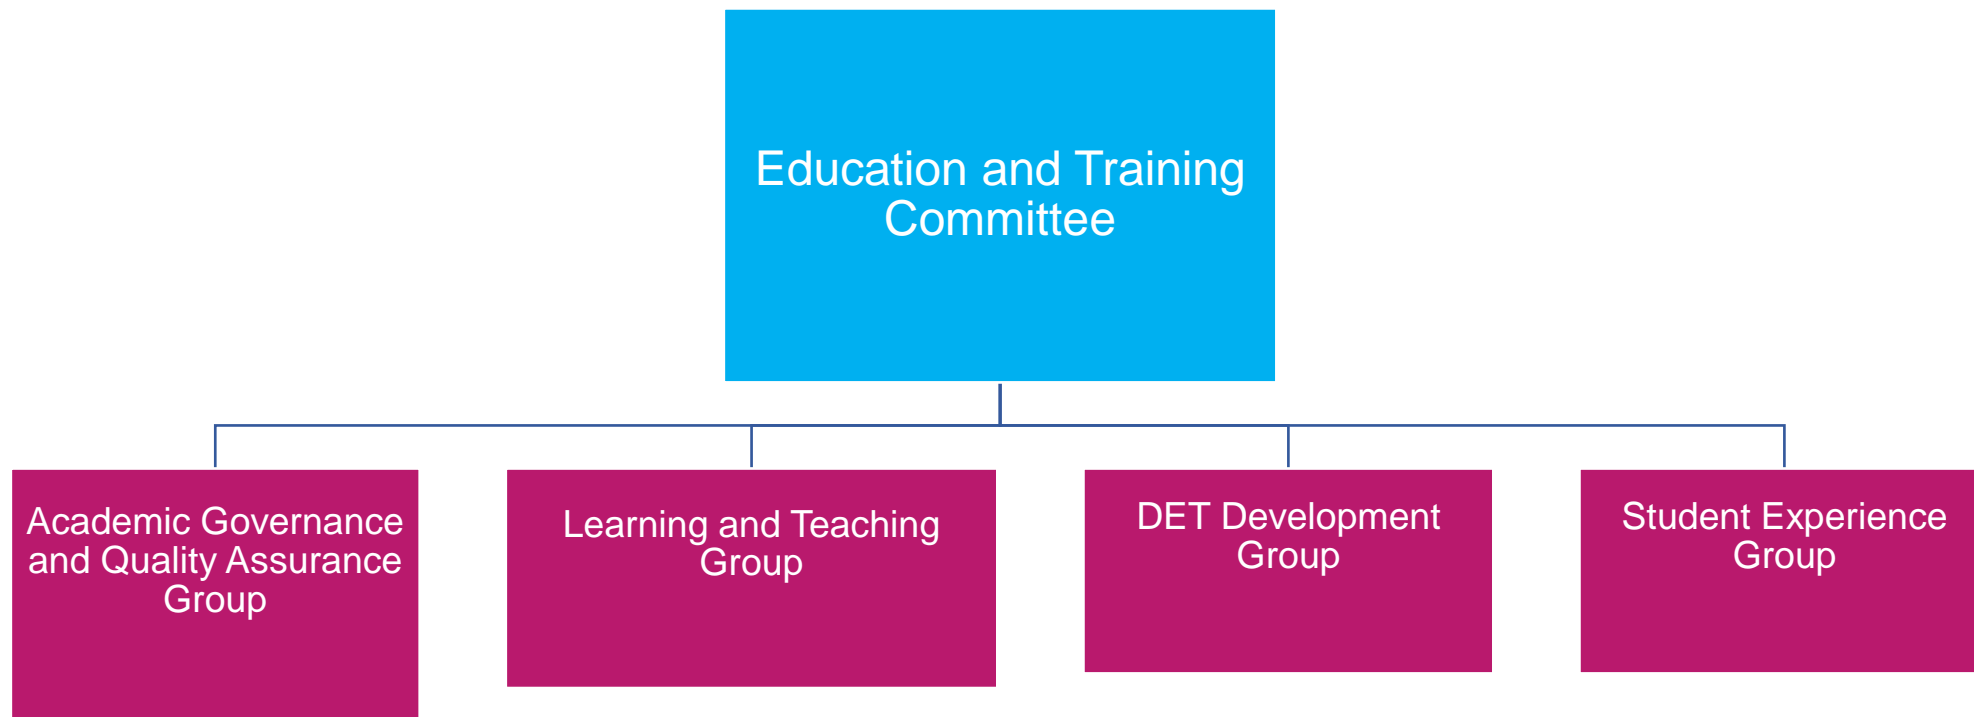 Education and Training
Committee
Academic Governance
and Quality Assurance
Group
Learning and Teaching
Group
DET Development
Group
Student Experience
Group